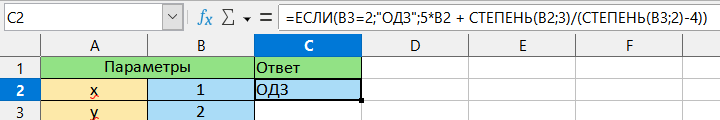 C2 fx Σ = =ЕСЛИ(B3=2;"ОДЗ";5*B2 + СТЕПЕНЬ(B2;3)/(СТЕПЕНЬ(B3;2)-4))
A B C D E F
1 Параметры Ответ
2 x 1 ОДЗ
3 y 2